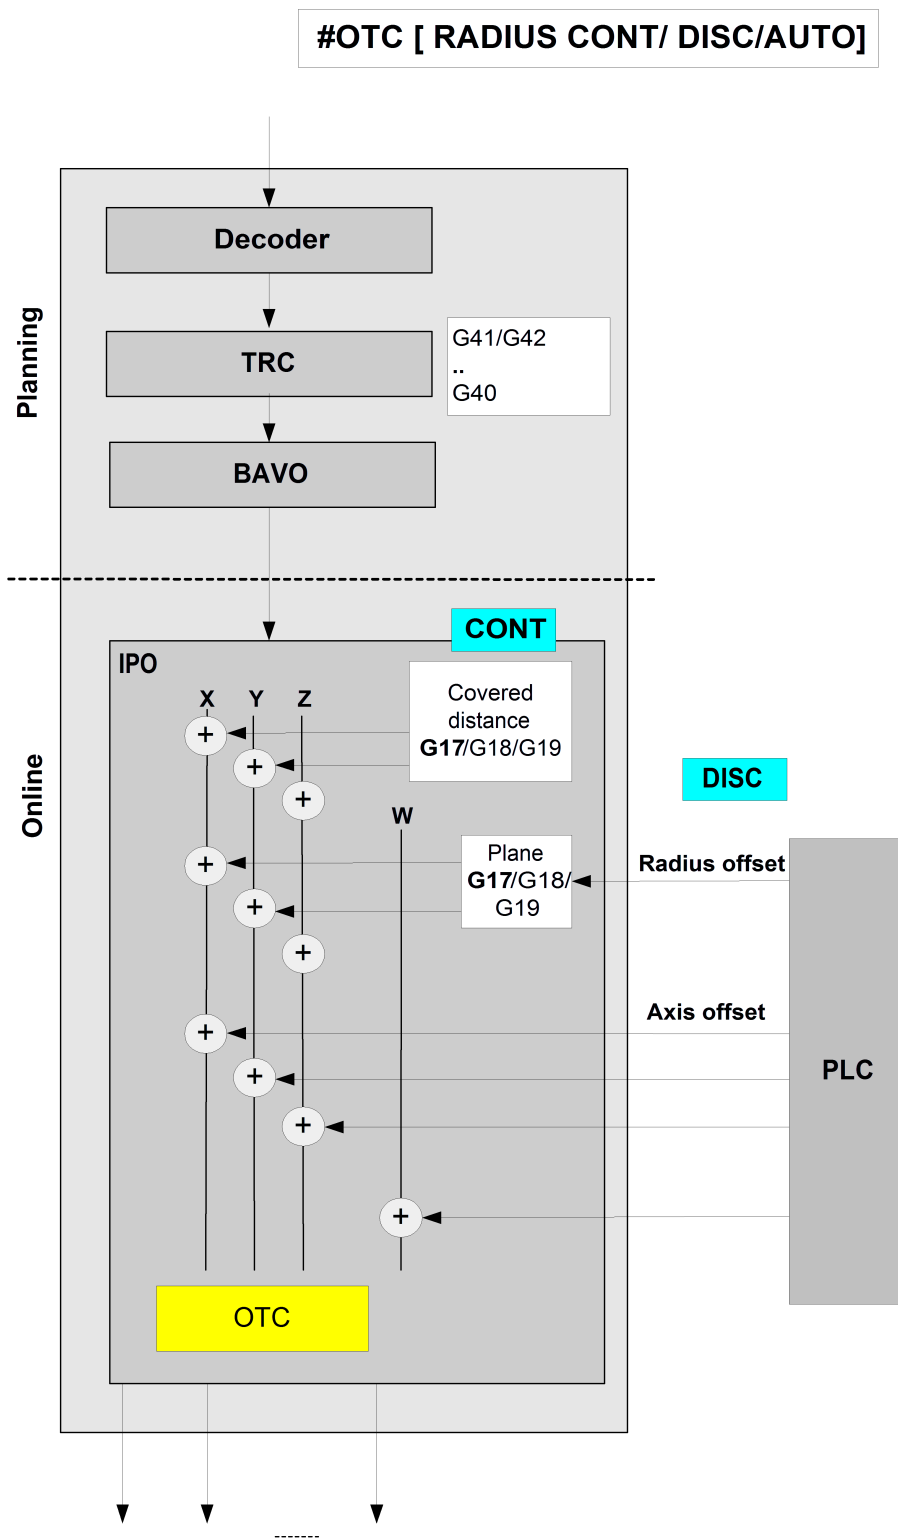 #OTC [ RADIUS CONT/ DISC/AUTO]
Planning
Decoder
TRC
G41/G42
..
G40
BAVO
Online
CONT
IPO
X Y Z
Covered
distance
G17/G18/G19
+
+
+
W
DISC
Plane
G17/G18/
G19
Radius offset
+
+
+
Axis offset
+
+
+
PLC
+
OTC